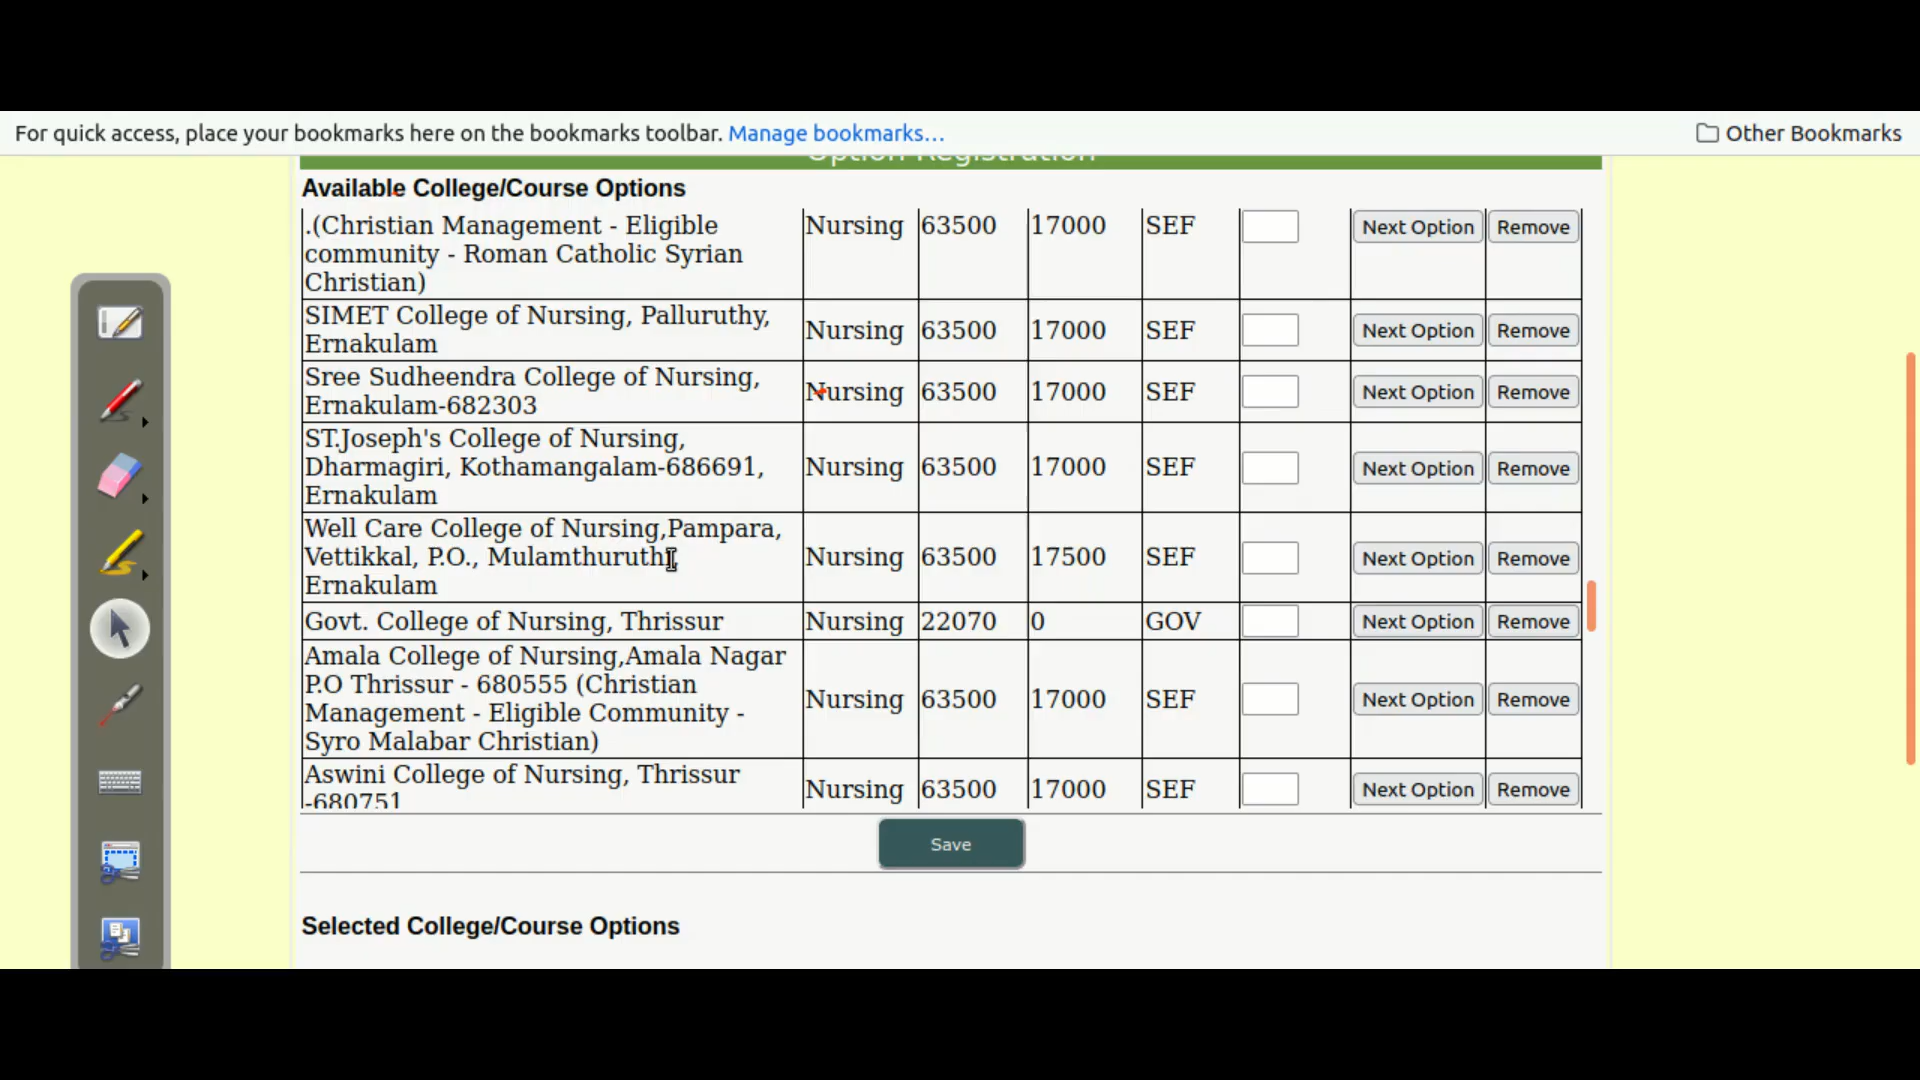 For quick access, place your bookmarks here on the bookmarks toolbar. Manage bookmarks... Other Bookmarks
Option Registration
Available College/Course Options
.(Christian Management - Eligible
community - Roman Catholic Syrian
Christian)
Nursing 63500 17000 SEF Next Option Remove
SIMET College of Nursing, Palluruthy,
Ernakulam
Nursing 63500 17000 SEF Next Option Remove
Sree Sudheendra College of Nursing,
Ernakulam-682303
Nursing 63500 17000 SEF Next Option Remove
ST.Joseph's College of Nursing,
Dharmagiri, Kothamangalam-686691,
Ernakulam
Nursing 63500 17000 SEF Next Option Remove
Well Care College of Nursing,Pampara,
Vettikkal, P.O., Mulamthuruthi,
Ernakulam
Nursing 63500 17500 SEF Next Option Remove
Govt. College of Nursing, Thrissur Nursing 22070 0 GOV Next Option Remove
Amala College of Nursing,Amala Nagar
P.O Thrissur - 680555 (Christian
Management - Eligible Community -
Syro Malabar Christian)
Nursing 63500 17000 SEF Next Option Remove
Aswini College of Nursing, Thrissur
-680751
Nursing 63500 17000 SEF Next Option Remove
Save
Selected College/Course Options